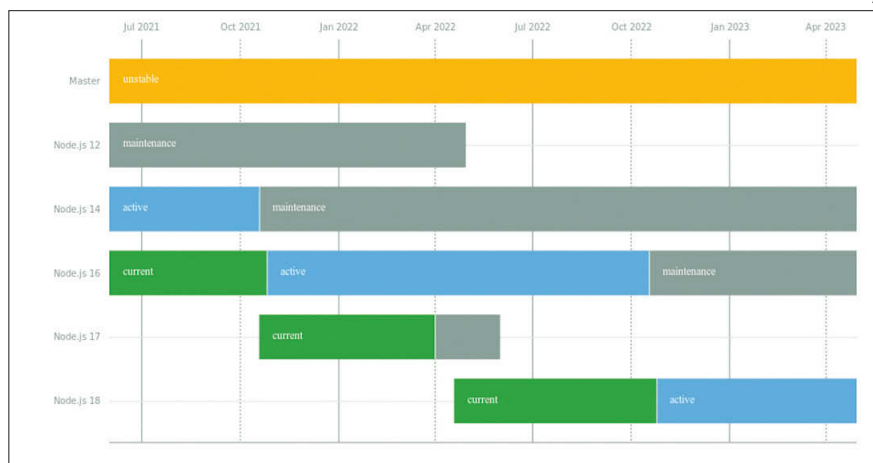 Jul 2021 Oct 2021 Jan 2022 Apr 2022 Jul 2022 Oct 2022 Jan 2023 Apr 2023
Master unstable
Node.js 12 maintenance
Node.js 14 active maintenance
Node.js 16 current active maintenance
Node.js 17 current
Node.js 18 current active